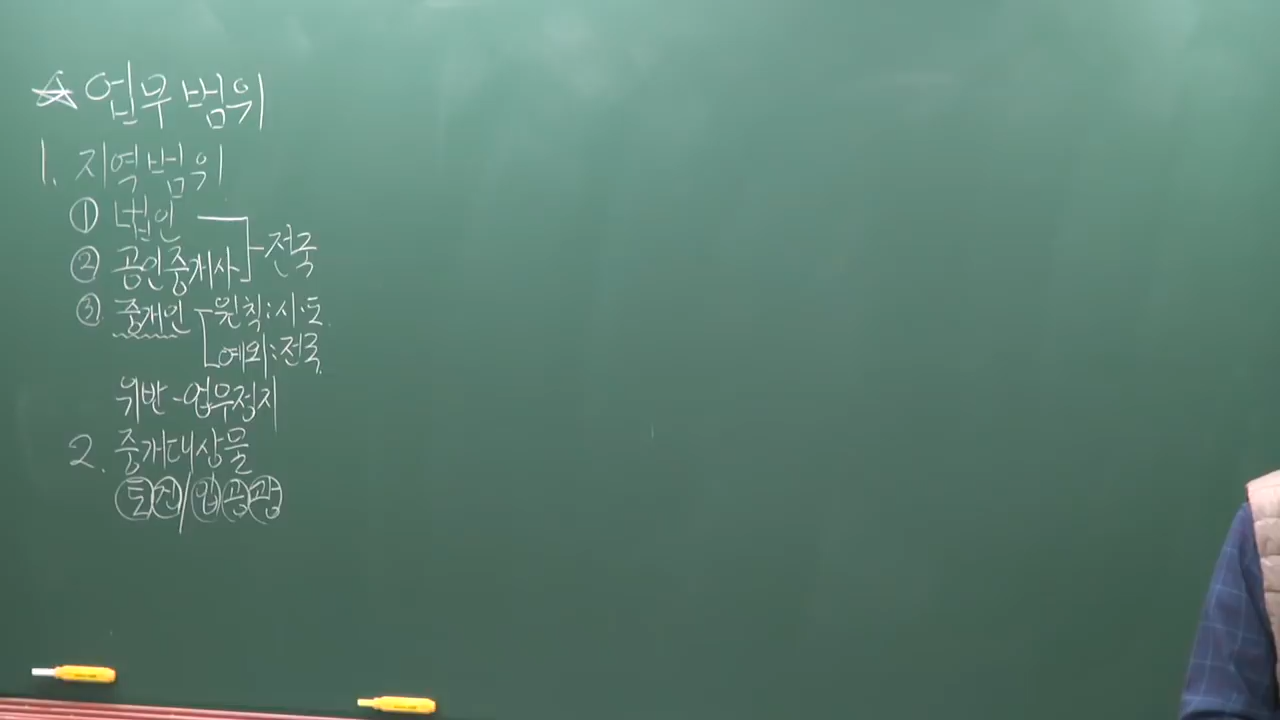 ☆ 업무범위
1. 지역범위
① 법인
② 공인중개사 - 전국
③ 중개인 - 원칙:시·도
예외:전국
위반-업무정지
2. 중개대상물
토건/입공광